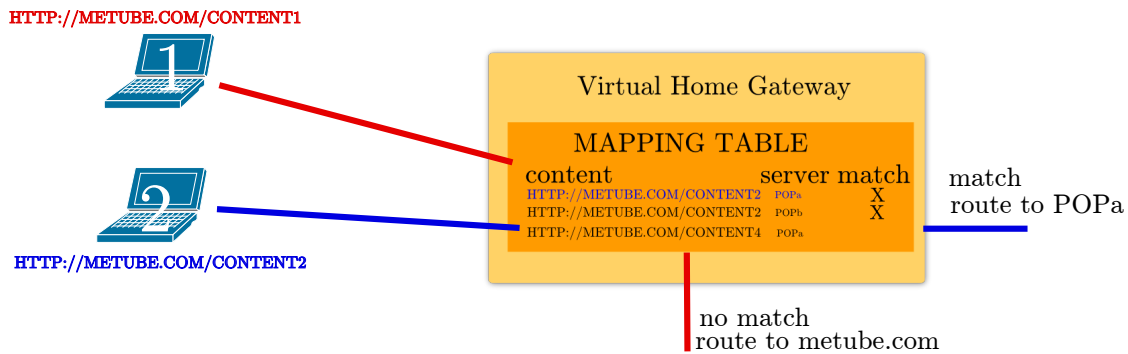 HTTP://METUBE.COM/CONTENT1
1
Virtual Home Gateway
MAPPING TABLE
content server match
HTTP://METUBE.COM/CONTENT2 POPa X
HTTP://METUBE.COM/CONTENT2 POPb X
HTTP://METUBE.COM/CONTENT4 POPa
2
HTTP://METUBE.COM/CONTENT2
match
route to POPa
no match
route to metube.com